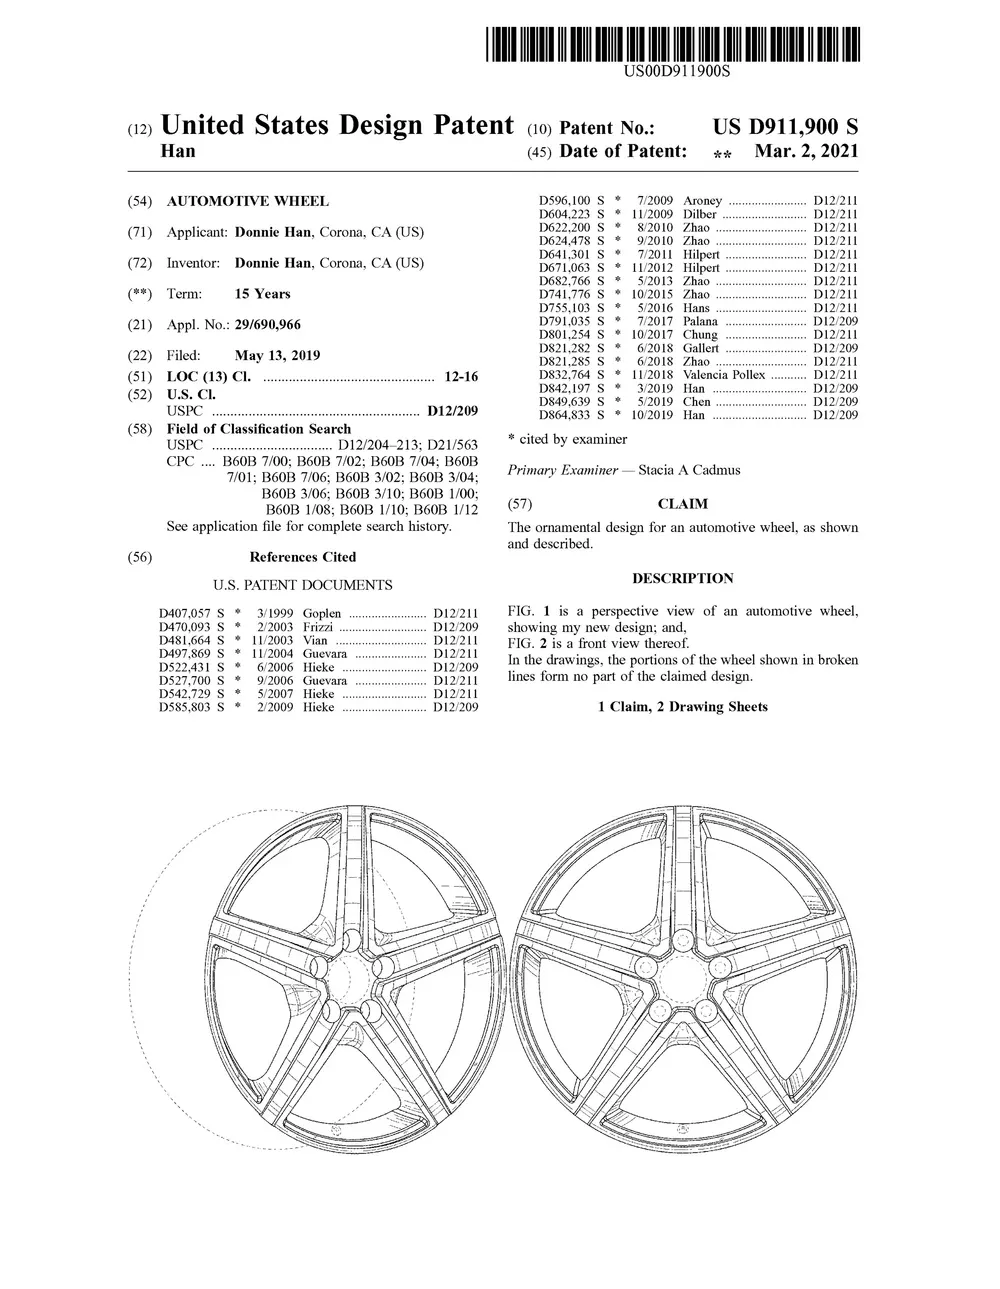 US00D911900S
(12) United States Design Patent
Han
(10) Patent No.: US D911,900 S
(45) Date of Patent: ** Mar. 2, 2021
(54) AUTOMOTIVE WHEEL
(71) Applicant: Donnie Han, Corona, CA (US)
(72) Inventor: Donnie Han, Corona, CA (US)
(**) Term: 15 Years
(21) Appl. No.: 29/690,966
(22) Filed: May 13, 2019
(51) LOC (13) Cl. ............................................... 12-16
(52) U.S. Cl.
USPC ......................................................... D12/209
(58) Field of Classification Search
USPC ................................. D12/204–213; D21/563
CPC .... B60B 7/00; B60B 7/02; B60B 7/04; B60B
7/01; B60B 7/06; B60B 3/02; B60B 3/04;
B60B 3/06; B60B 3/10; B60B 1/00;
B60B 1/08; B60B 1/10; B60B 1/12
See application file for complete search history.
(56) References Cited
U.S. PATENT DOCUMENTS
D407,057 S * 3/1999 Goplen ........................ D12/211
D470,093 S * 2/2003 Frizzi ........................... D12/209
D481,664 S * 11/2003 Vian ............................ D12/211
D497,869 S * 11/2004 Guevara ...................... D12/211
D522,431 S * 6/2006 Hieke .......................... D12/209
D527,700 S * 9/2006 Guevara ...................... D12/211
D542,729 S * 5/2007 Hieke .......................... D12/211
D585,803 S * 2/2009 Hieke .......................... D12/209
D596,100 S * 7/2009 Aroney ........................ D12/211
D604,223 S * 11/2009 Dilber .......................... D12/211
D622,200 S * 8/2010 Zhao ............................ D12/211
D624,478 S * 9/2010 Zhao ............................ D12/211
D641,301 S * 7/2011 Hilpert ......................... D12/211
D671,063 S * 11/2012 Hilpert ......................... D12/211
D682,766 S * 5/2013 Zhao ............................ D12/211
D741,776 S * 10/2015 Zhao ............................ D12/211
D755,103 S * 5/2016 Hans ............................ D12/211
D791,035 S * 7/2017 Palana ......................... D12/209
D801,254 S * 10/2017 Chung ......................... D12/211
D821,282 S * 6/2018 Gallert ......................... D12/209
D821,285 S * 6/2018 Zhao ............................ D12/211
D832,764 S * 11/2018 Valencia Pollex ........... D12/211
D842,197 S * 3/2019 Han ............................. D12/209
D849,639 S * 5/2019 Chen ............................ D12/209
D864,833 S * 10/2019 Han ............................. D12/209
* cited by examiner
Primary Examiner — Stacia A Cadmus
(57) CLAIM
The ornamental design for an automotive wheel, as shown
and described.
DESCRIPTION
FIG. 1 is a perspective view of an automotive wheel,
showing my new design; and,
FIG. 2 is a front view thereof.
In the drawings, the portions of the wheel shown in broken
lines form no part of the claimed design.
1 Claim, 2 Drawing Sheets